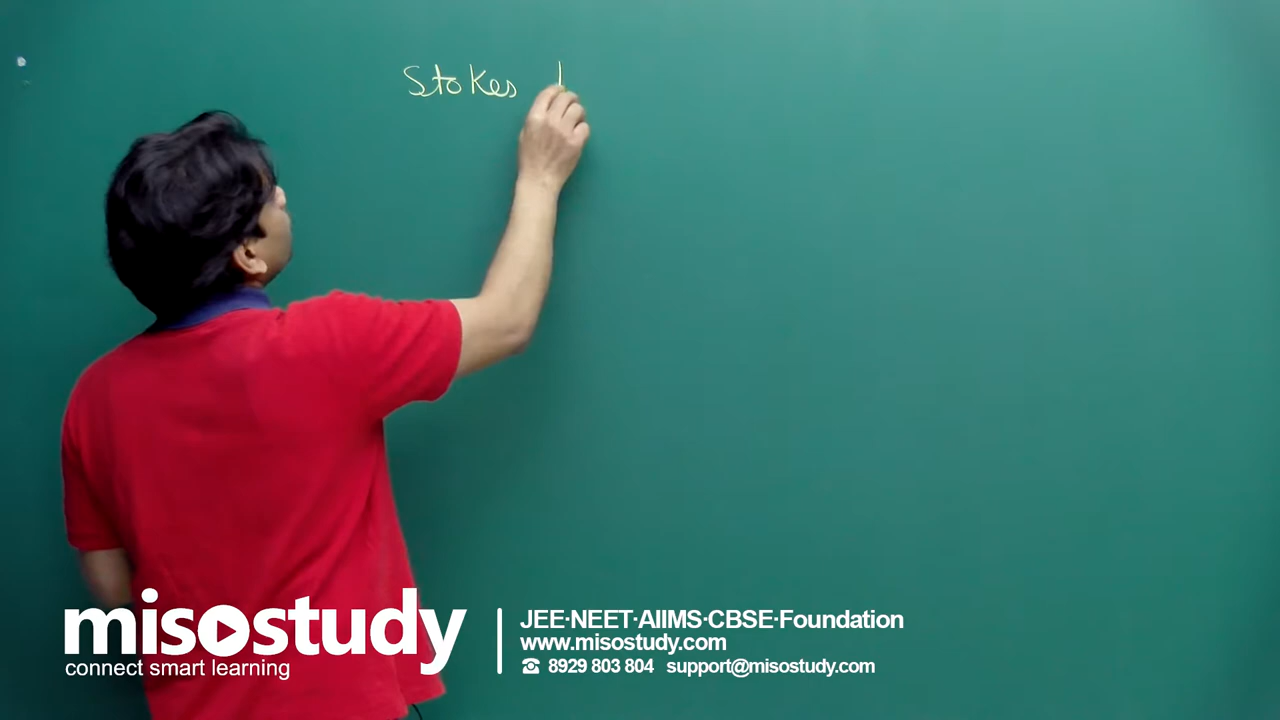 Stokes
misostudy
connect smart learning
JEE·NEET·AIIMS·CBSE·Foundation
www.misostudy.com
8929 803 804 support@misostudy.com